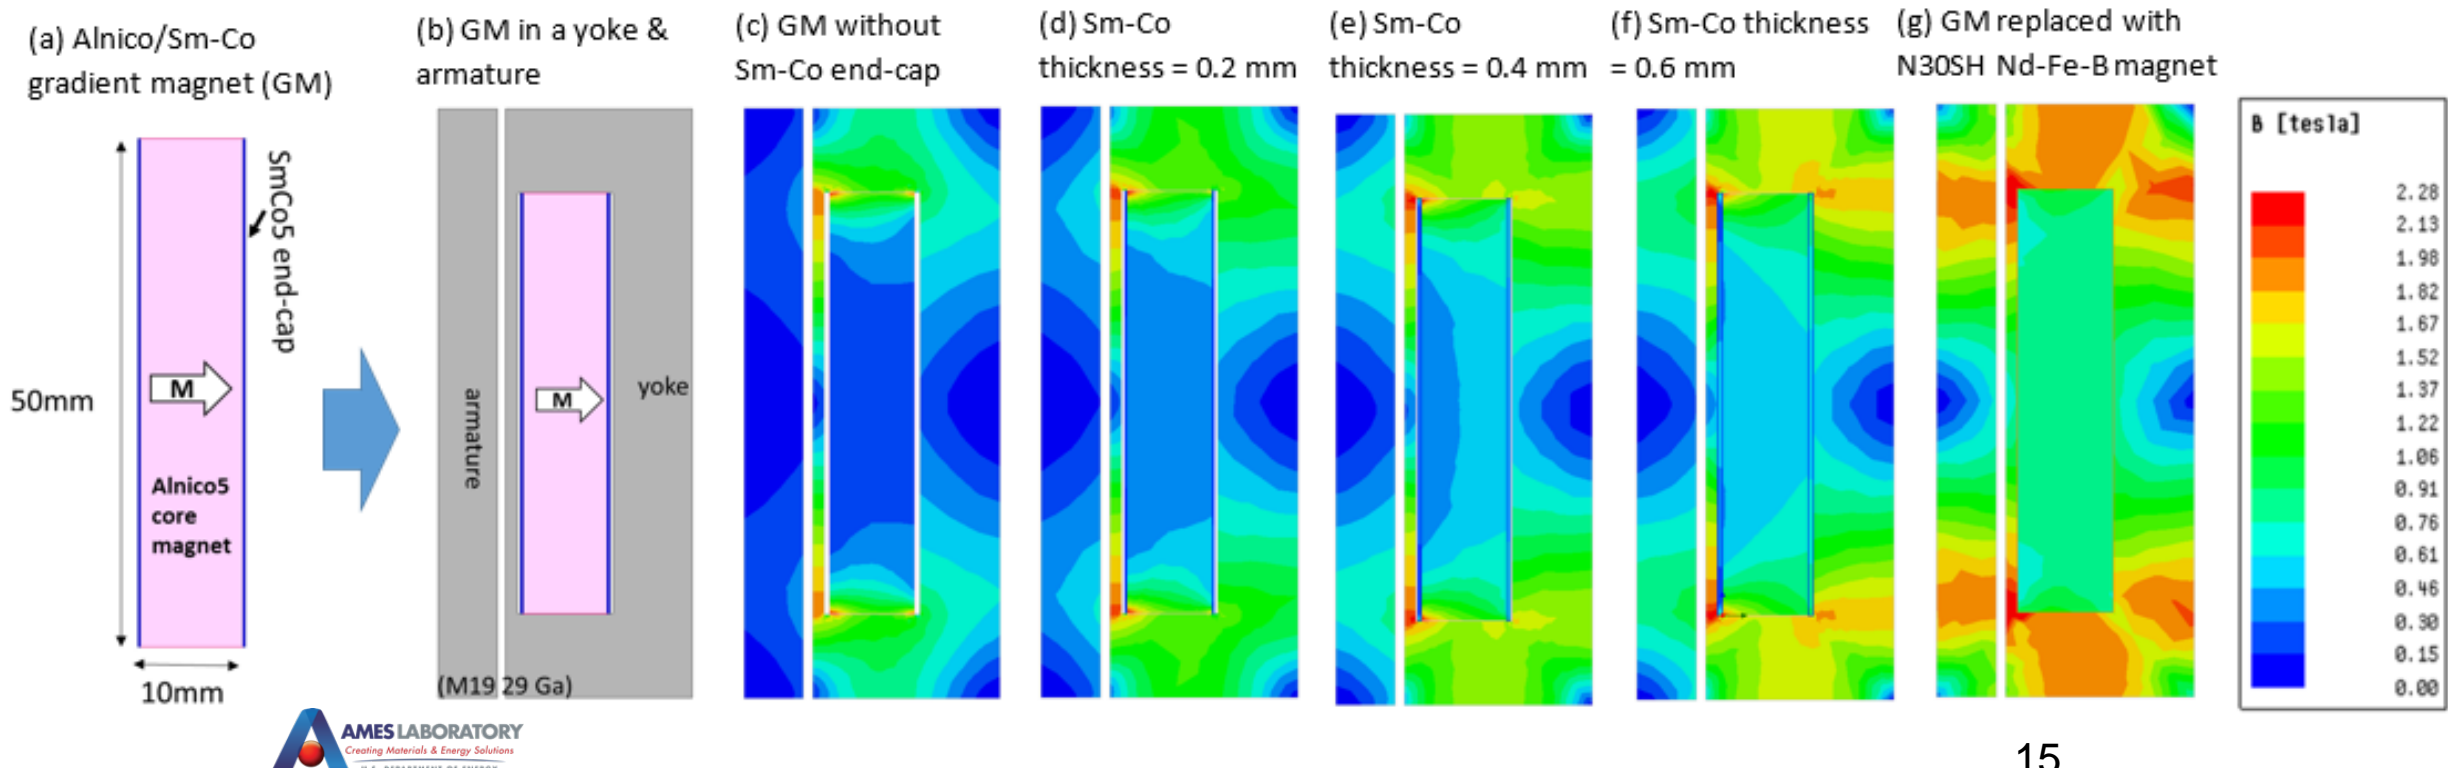 (a) Alnico/Sm-Co
gradient magnet (GM)
(b) GM in a yoke &
armature
(c) GM without
Sm-Co end-cap
(d) Sm-Co
thickness = 0.2 mm
(e) Sm-Co
thickness = 0.4 mm
(f) Sm-Co thickness
= 0.6 mm
(g) GM replaced with
N30SH Nd-Fe-B magnet
SmCo5 end-cap
M
50mm
Alnico5
core
magnet
10mm
armature
M
yoke
(M19 29 Ga)
B [tesla]
2.28
2.13
1.98
1.82
1.67
1.52
1.37
1.22
1.06
0.91
0.76
0.61
0.46
0.30
0.15
0.00
AMES LABORATORY
Creating Materials & Energy Solutions
U.S. DEPARTMENT OF ENERGY
15